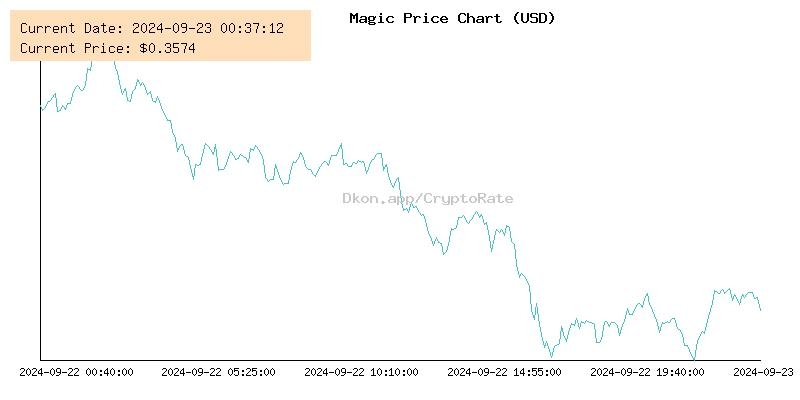 Magic Price Chart (USD)
Current Date: 2024-09-23 00:37:12
Current Price: $0.3574
Dkon.app/CryptoRate
2024-09-22 00:40:00
2024-09-22 05:25:00
2024-09-22 10:10:00
2024-09-22 14:55:00
2024-09-22 19:40:00
2024-09-23